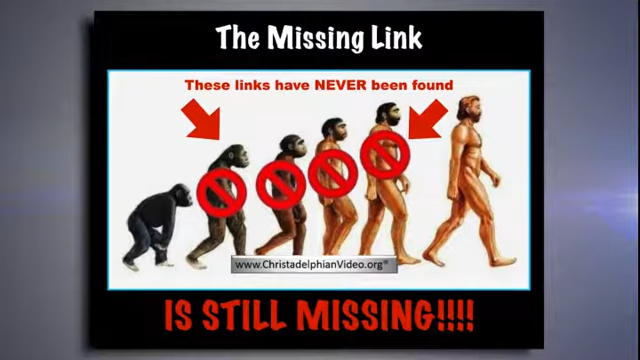 The Missing Link
These links have NEVER been found
www.ChristadelphianVideo.org®
IS STILL MISSING!!!!